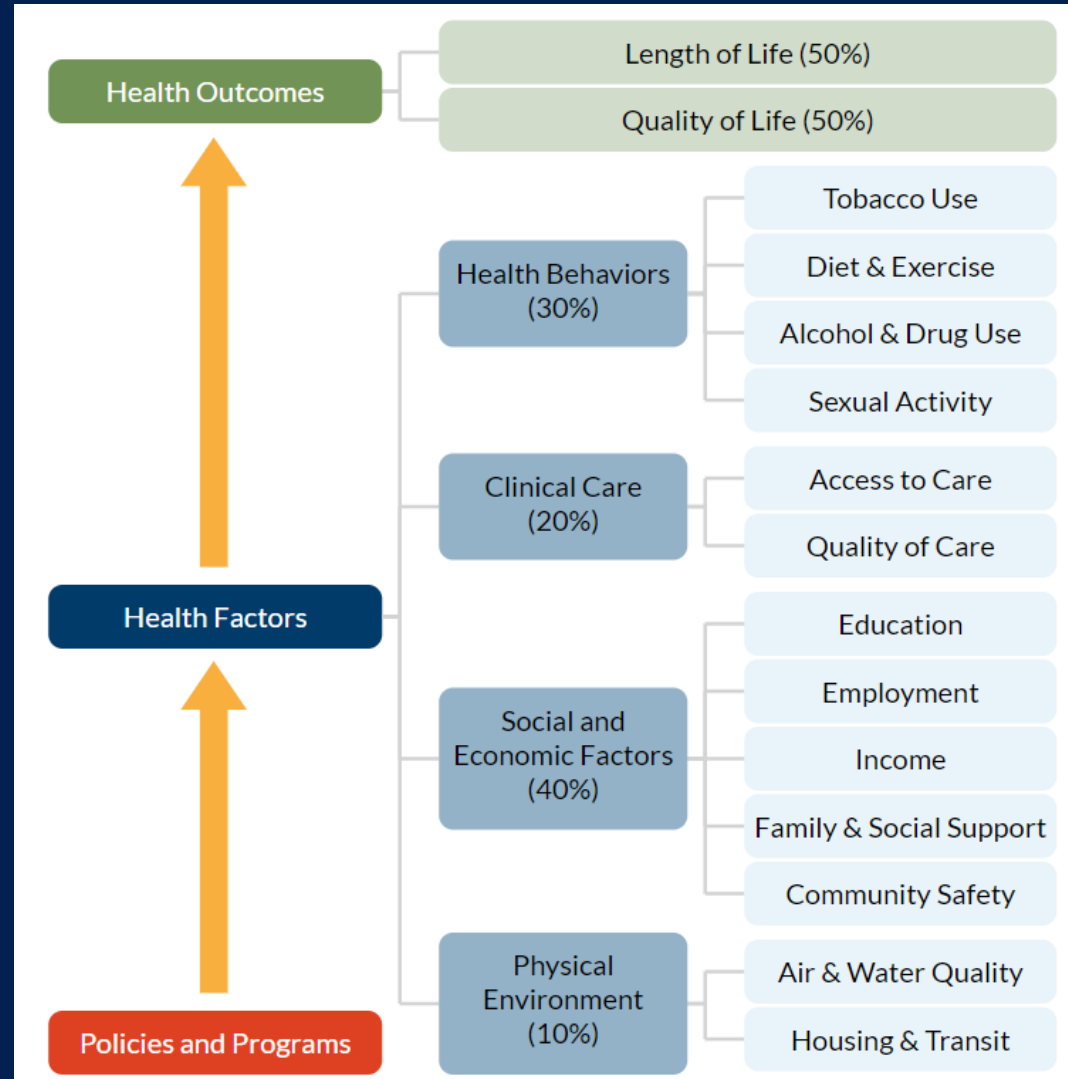 Health Outcomes
Length of Life (50%)
Quality of Life (50%)
Health Factors
Health Behaviors
(30%)
Tobacco Use
Diet & Exercise
Alcohol & Drug Use
Sexual Activity
Clinical Care
(20%)
Access to Care
Quality of Care
Social and
Economic Factors
(40%)
Education
Employment
Income
Family & Social Support
Community Safety
Physical
Environment
(10%)
Air & Water Quality
Housing & Transit
Policies and Programs